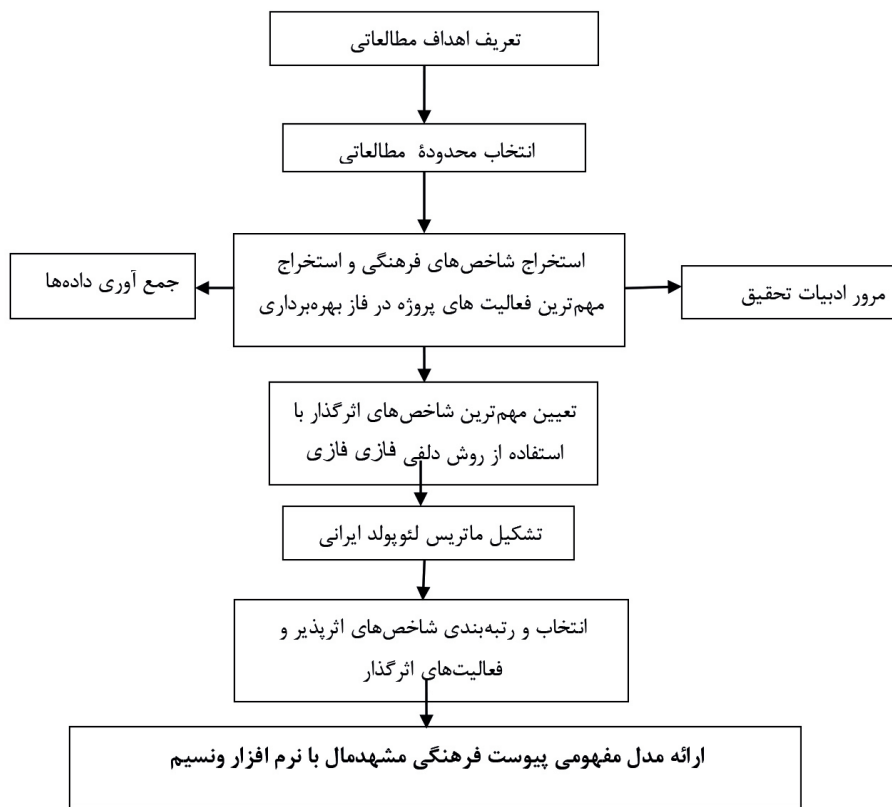 تعریف اهداف مطالعاتی
انتخاب محدودهٔ مطالعاتی
استخراج شاخص‌های فرهنگی و استخراج
مهم‌ترین فعالیت های پروژه در فاز بهره‌برداری
مرور ادبیات تحقیق
جمع آوری داده‌ها
تعیین مهم‌ترین شاخص‌های اثرگذار با
استفاده از روش دلفی فازی فازی
تشکیل ماتریس لئوپولد ایرانی
انتخاب و رتبه‌بندی شاخص‌های اثرپذیر و
فعالیت‌های اثرگذار
ارائه مدل مفهومی پیوست فرهنگی مشهدمال با نرم افزار ونسیم